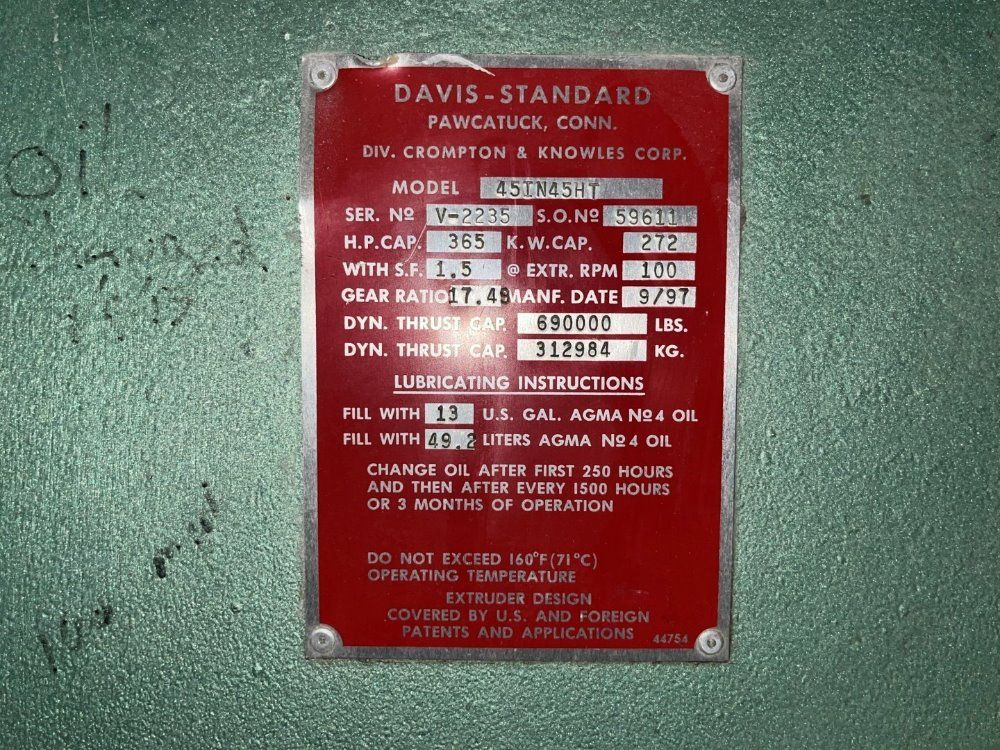 DAVIS-STANDARD
PAWCATUCK, CONN.
DIV. CROMPTON & KNOWLES CORP.
MODEL 45IN45HT
SER. Nº V-2235 S.O.Nº 59611
H.P.CAP. 365 K.W.CAP. 272
WITH S.F. 1.5 @ EXTR. RPM 100
GEAR RATIO 17.49 MANF. DATE 9/97
DYN. THRUST CAP. 690000 LBS.
DYN. THRUST CAP. 312984 KG.
LUBRICATING INSTRUCTIONS
FILL WITH 13 U.S. GAL. AGMA Nº4 OIL
FILL WITH 49.2 LITERS AGMA Nº4 OIL
CHANGE OIL AFTER FIRST 250 HOURS
AND THEN AFTER EVERY 1500 HOURS
OR 3 MONTHS OF OPERATION
DO NOT EXCEED 160°F(71°C)
OPERATING TEMPERATURE
EXTRUDER DESIGN
COVERED BY U.S. AND FOREIGN
PATENTS AND APPLICATIONS 44754
Oil